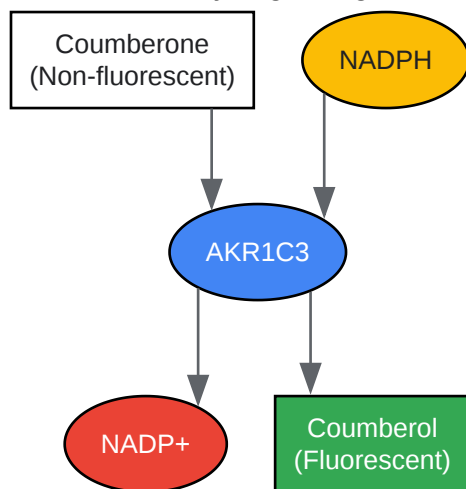 Coumberone
(Non-fluorescent)
NADPH
AKR1C3
NADP+
Coumberol
(Fluorescent)